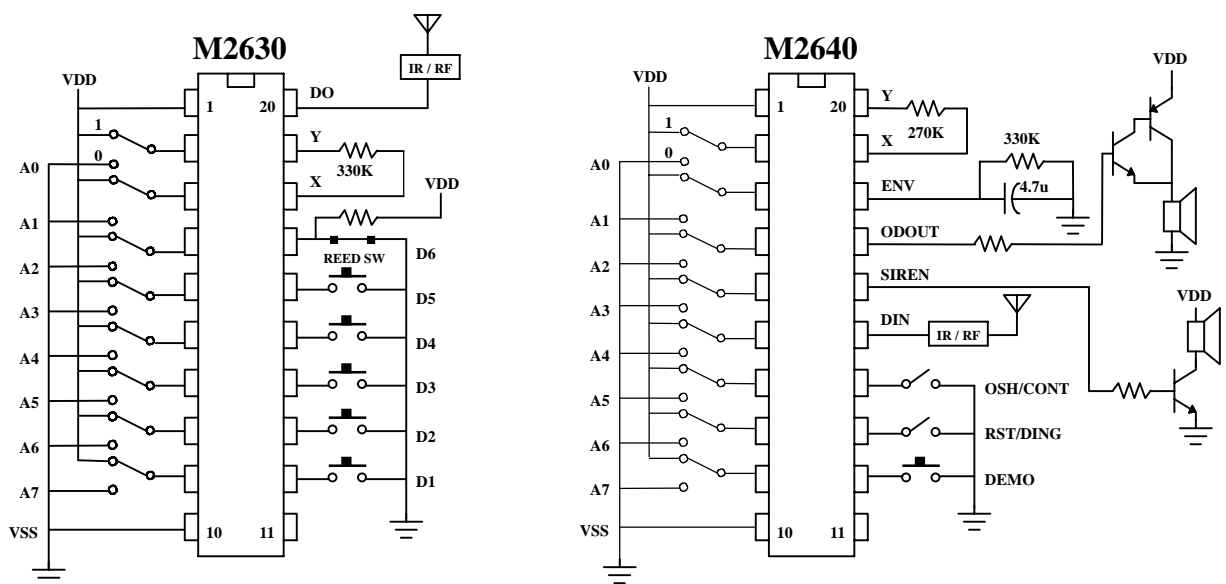 M2630
VDD
IR / RF
1
20
DO
1
Y
0
330K
A0
X
VDD
A1
REED SW
D6
A2
D5
A3
D4
A4
D3
A5
D2
A6
D1
A7
VSS
10
11
M2640
VDD
VDD
1
20
Y
270K
1
X
0
330K
A0
ENV
4.7u
A1
ODOUT
A2
SIREN
VDD
A3
DIN
IR / RF
A4
OSH/CONT
A5
RST/DING
A6
DEMO
A7
VSS
10
11